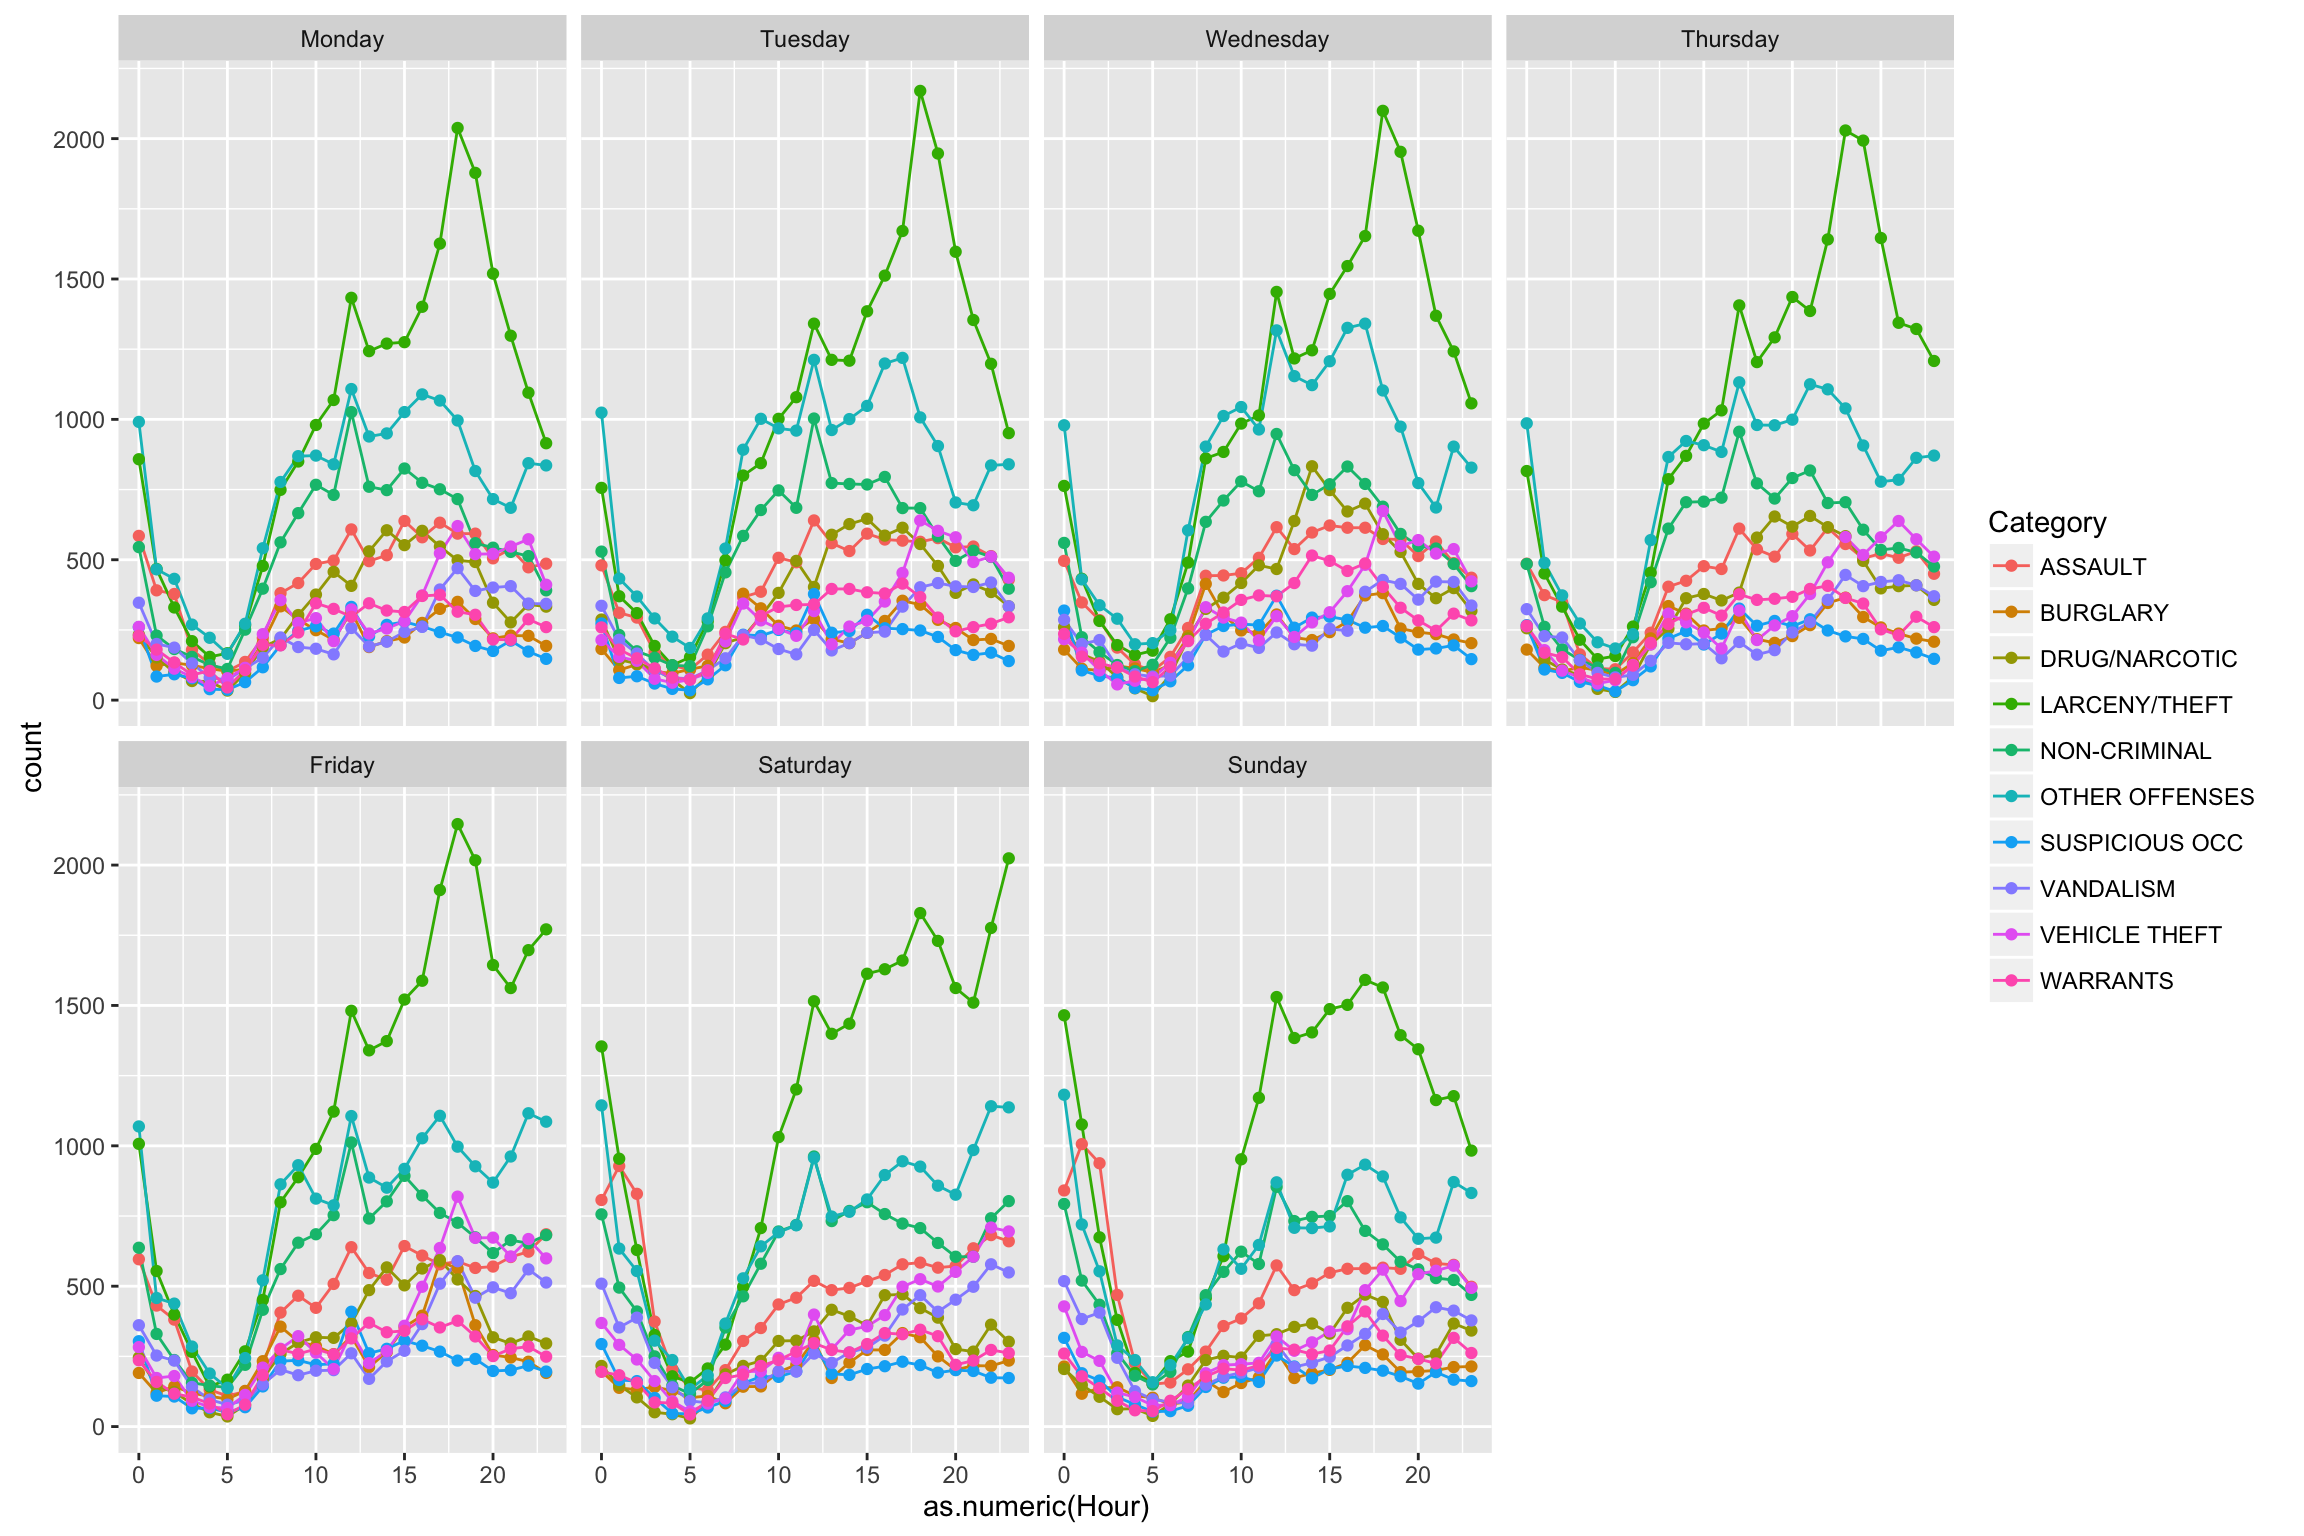 Monday
Tuesday
Wednesday
Thursday
2000
1500
1000
500
0
count
Friday
Saturday
Sunday
2000
1500
1000
500
0
0 5 10 15 20
0 5 10 15 20
0 5 10 15 20
as.numeric(Hour)
Category
ASSAULT
BURGLARY
DRUG/NARCOTIC
LARCENY/THEFT
NON-CRIMINAL
OTHER OFFENSES
SUSPICIOUS OCC
VANDALISM
VEHICLE THEFT
WARRANTS